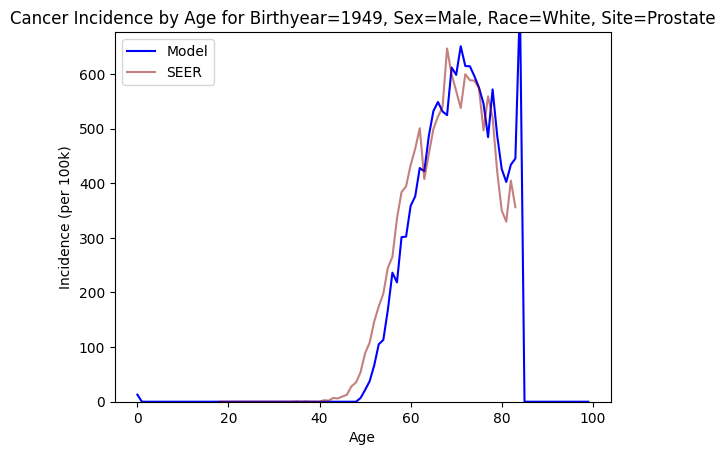 Cancer Incidence by Age for Birthyear=1949, Sex=Male, Race=White, Site=Prostate
Model
SEER
600
500
400
300
200
100
0
Incidence (per 100k)
0 20 40 60 80 100
Age